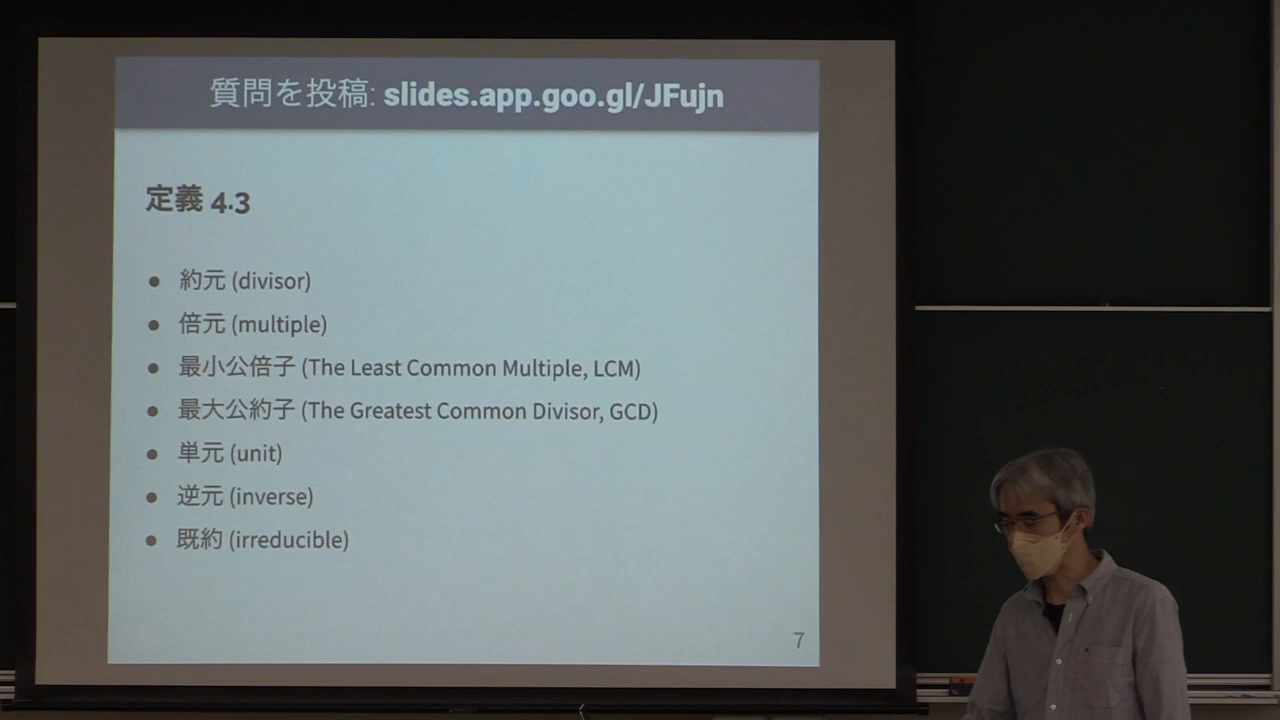 質問を投稿: slides.app.goo.gl/JFujn
定義 4.3
● 約元 (divisor)
● 倍元 (multiple)
● 最小公倍子 (The Least Common Multiple, LCM)
● 最大公約子 (The Greatest Common Divisor, GCD)
● 単元 (unit)
● 逆元 (inverse)
● 既約 (irreducible)
7